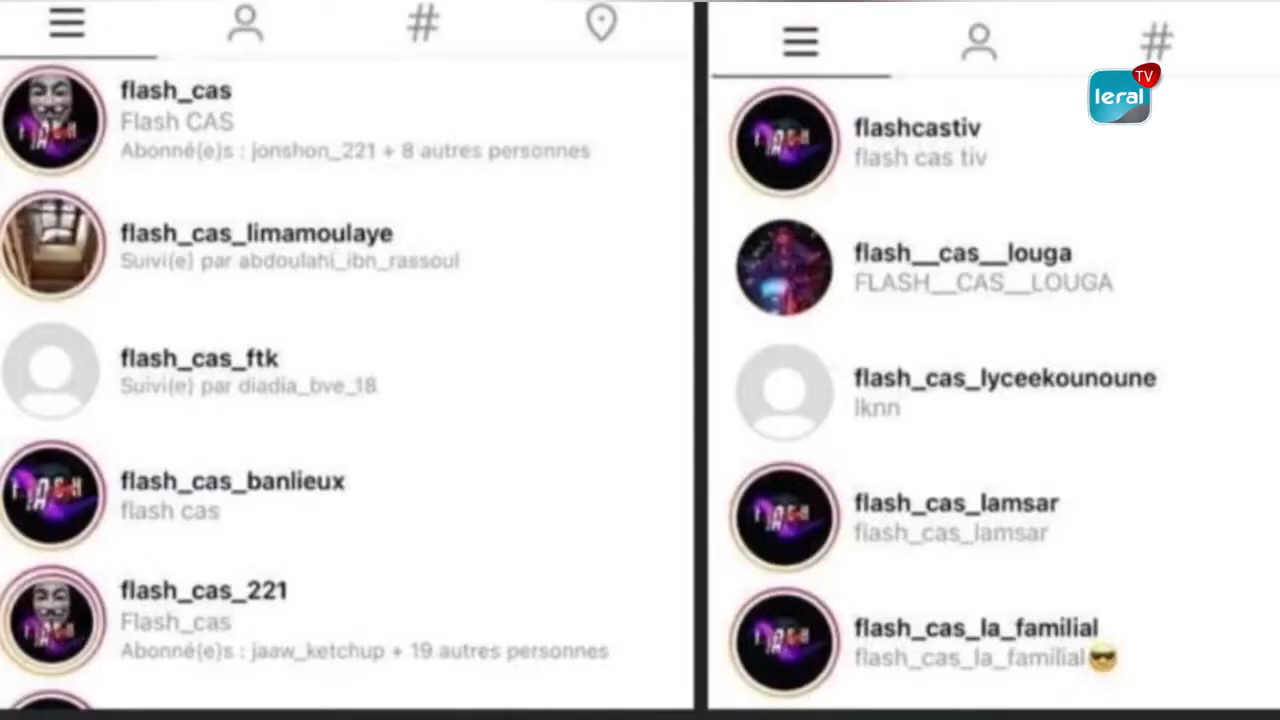 flash_cas
Flash CAS
Abonné(e)s : jonshon_221 + 8 autres personnes
flash_cas_limamoulaye
Suivi(e) par abdoulahi_ibn_rassoul
flash_cas_ftk
Suivi(e) par diadia_bve_18
flash_cas_banlieux
flash cas
flash_cas_221
Flash_cas
Abonné(e)s : jaaw_ketchup + 19 autres personnes
#
#
leral TV
flashcastiv
flash cas tiv
flash__cas__louga
FLASH__CAS__LOUGA
flash_cas_lyceekounoune
lknn
flash_cas_lamsar
flash_cas_lamsar
flash_cas_la_familial
flash_cas_la_familial😎